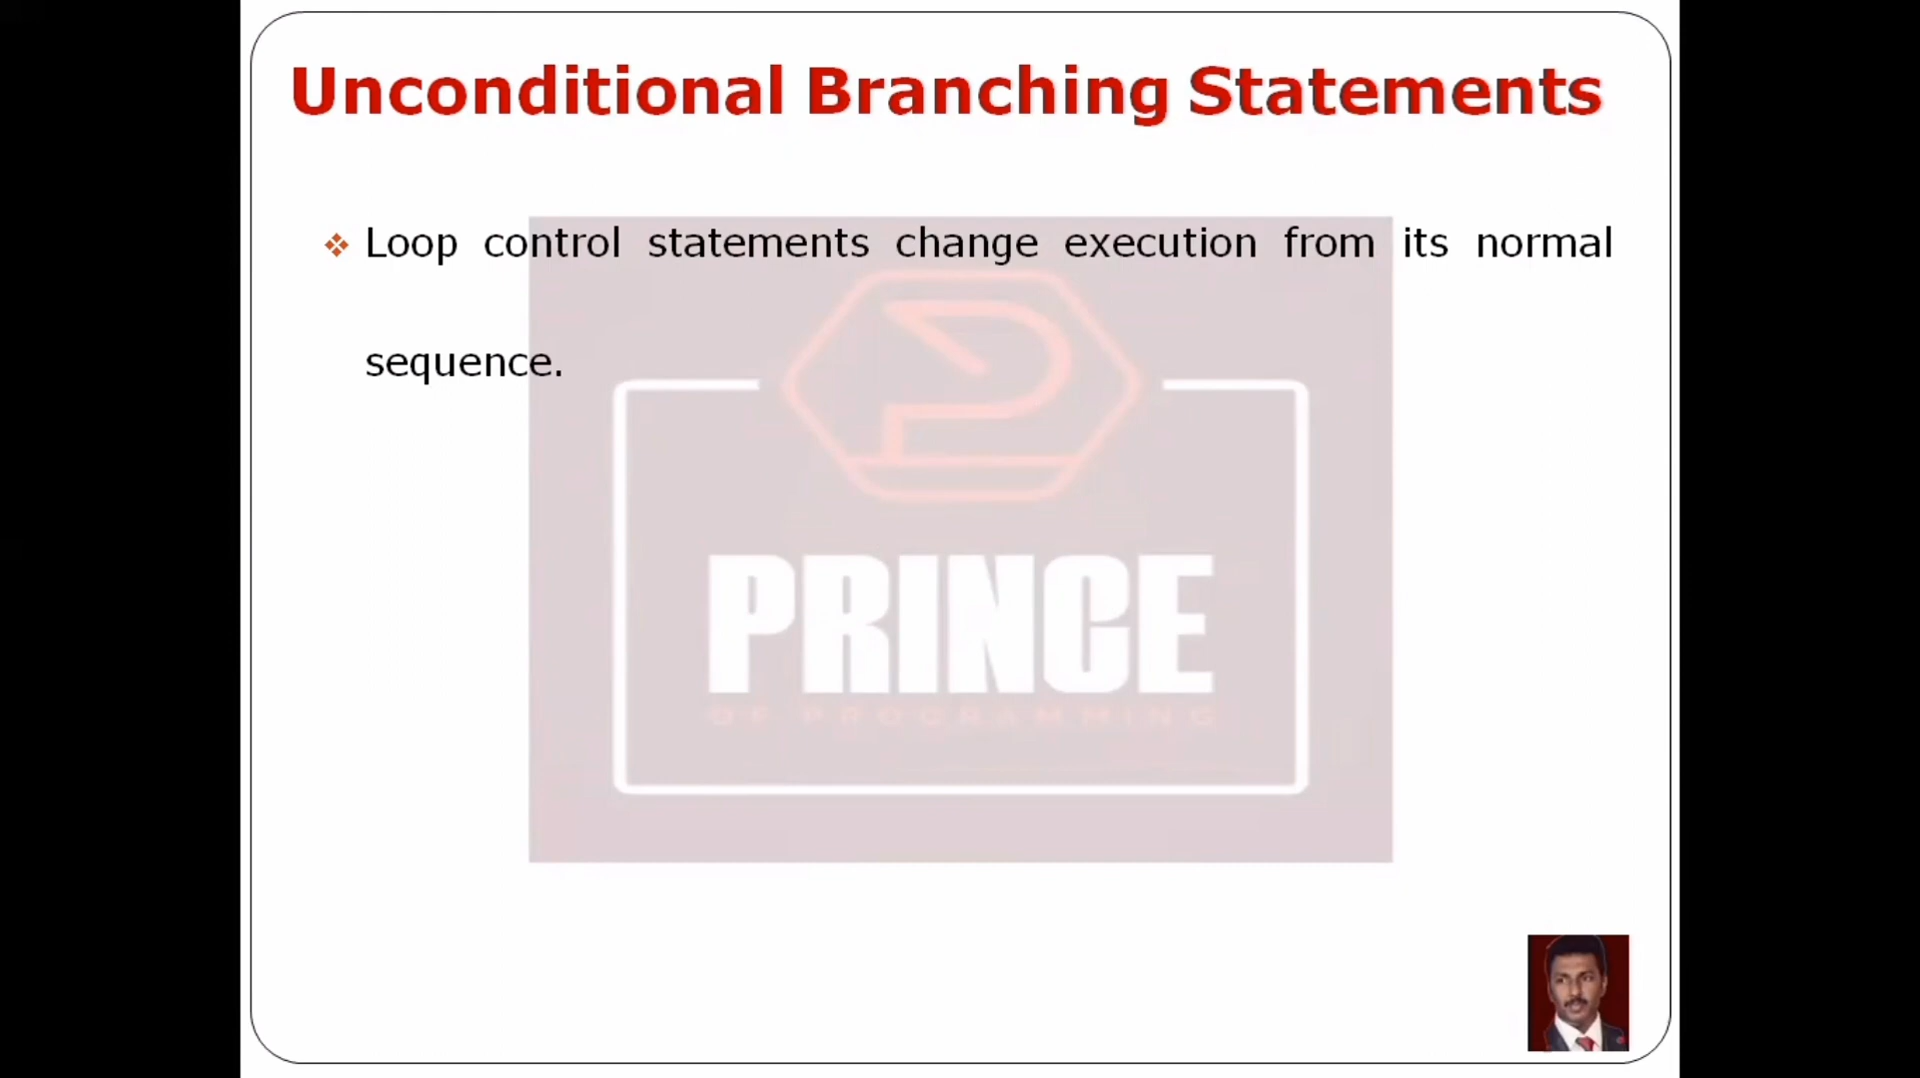 Unconditional Branching Statements
❖ Loop control statements change execution from its normal
sequence.
PRINCE
OF PROGRAMMING